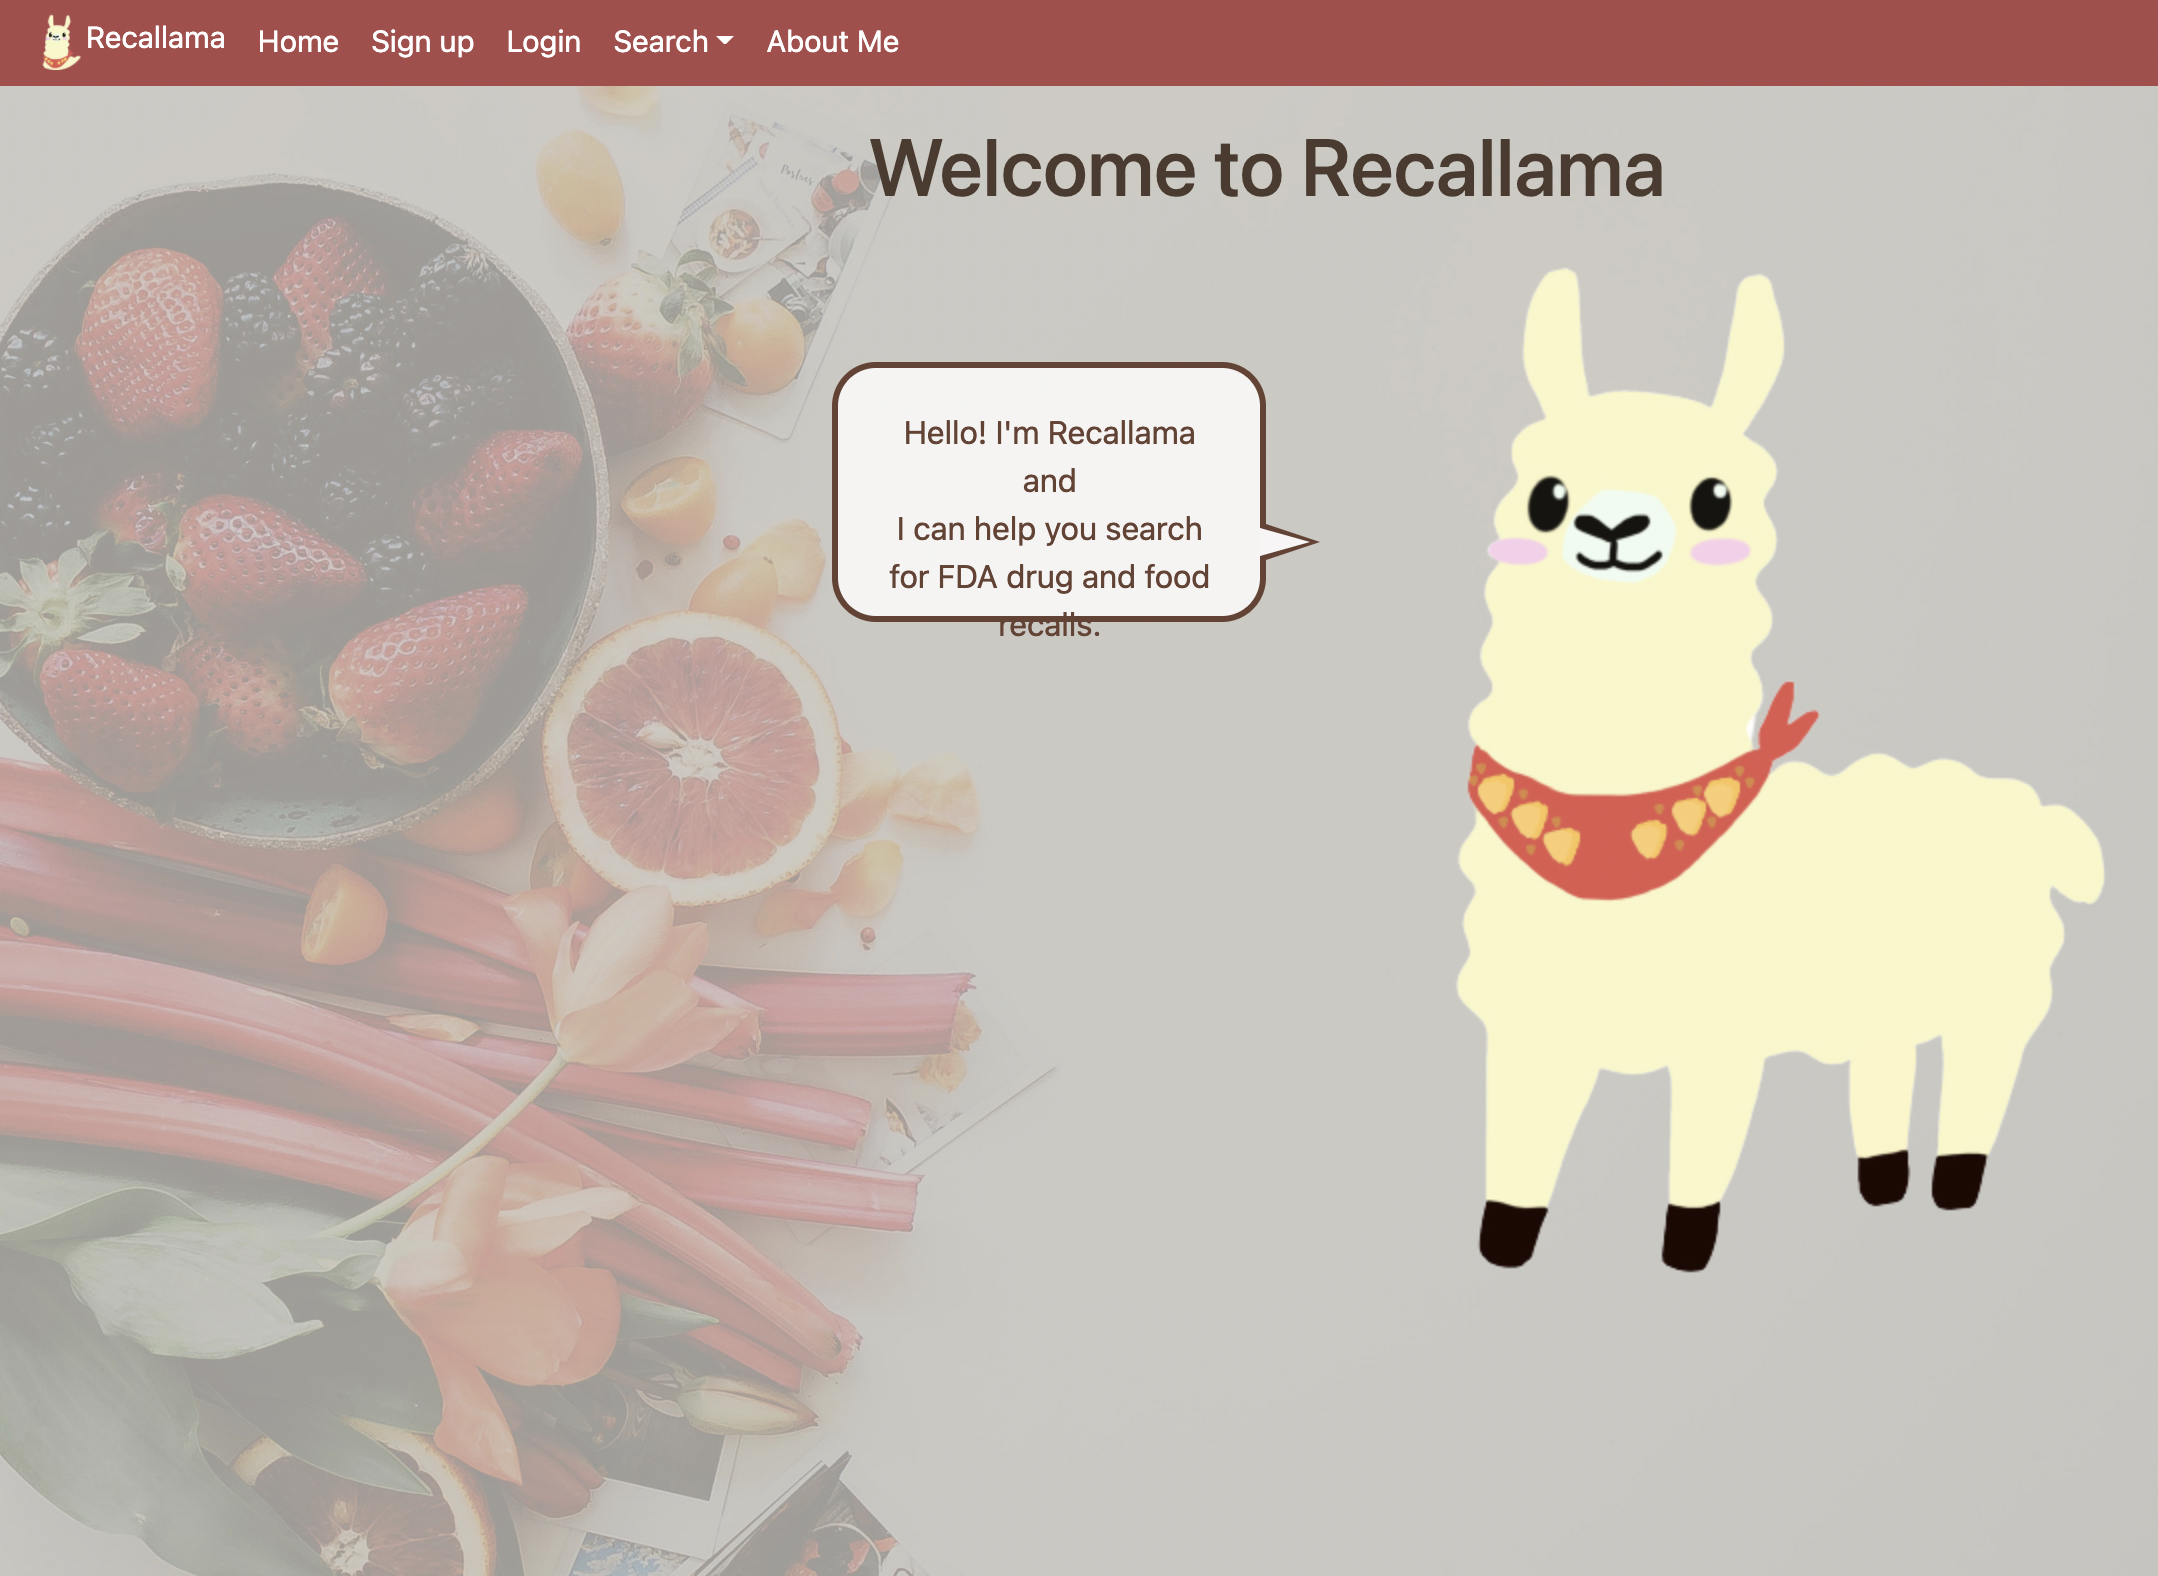 Recallama
Home
Sign up
Login
Search
About Me
Welcome to Recallama
Hello! I'm Recallama
and
I can help you search
for FDA drug and food
recalls.